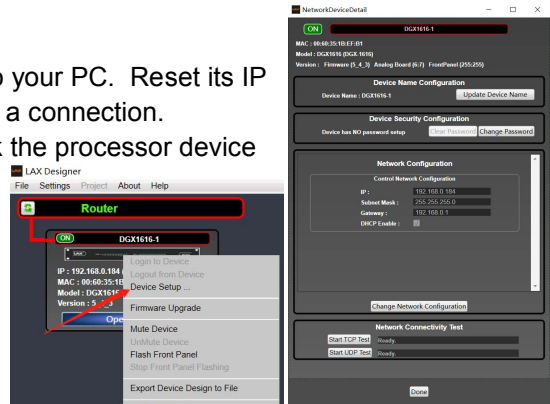 o your PC.  Reset its IP
a connection.
k the processor device
LAX Designer
File Settings Project About Help
Router
ON DGX1616-1
IP : 192.168.0.184
MAC : 00:60:35:1B
Model : DGX1616
Version : 5_4_3
Ope
Login to Device
Logout from Device
Device Setup ...
Firmware Upgrade
Mute Device
UnMute Device
Flash Front Panel
Stop Front Panel Flashing
Export Device Design to File
NetworkDeviceDetail
ON DGX1616-1
MAC : 00:60:35:1B:EF:B1
Model : DGX1616 (DGX-1616)
Version : Firmware (5_4_3) Analog Board (6:7) FrontPanel (255:255)
Device Name Configuration
Device Name : DGX1616-1 Update Device Name
Device Security Configuration
Device has NO password setup Clear Password Change Password
Network Configuration
Control Network Configuration
IP : 192.168.0.184
Subnet Mask : 255.255.255.0
Gateway : 192.168.0.1
DHCP Enable :
Change Network Configuration
Network Connectivity Test
Start TCP Test Ready.
Start UDP Test Ready.
Done